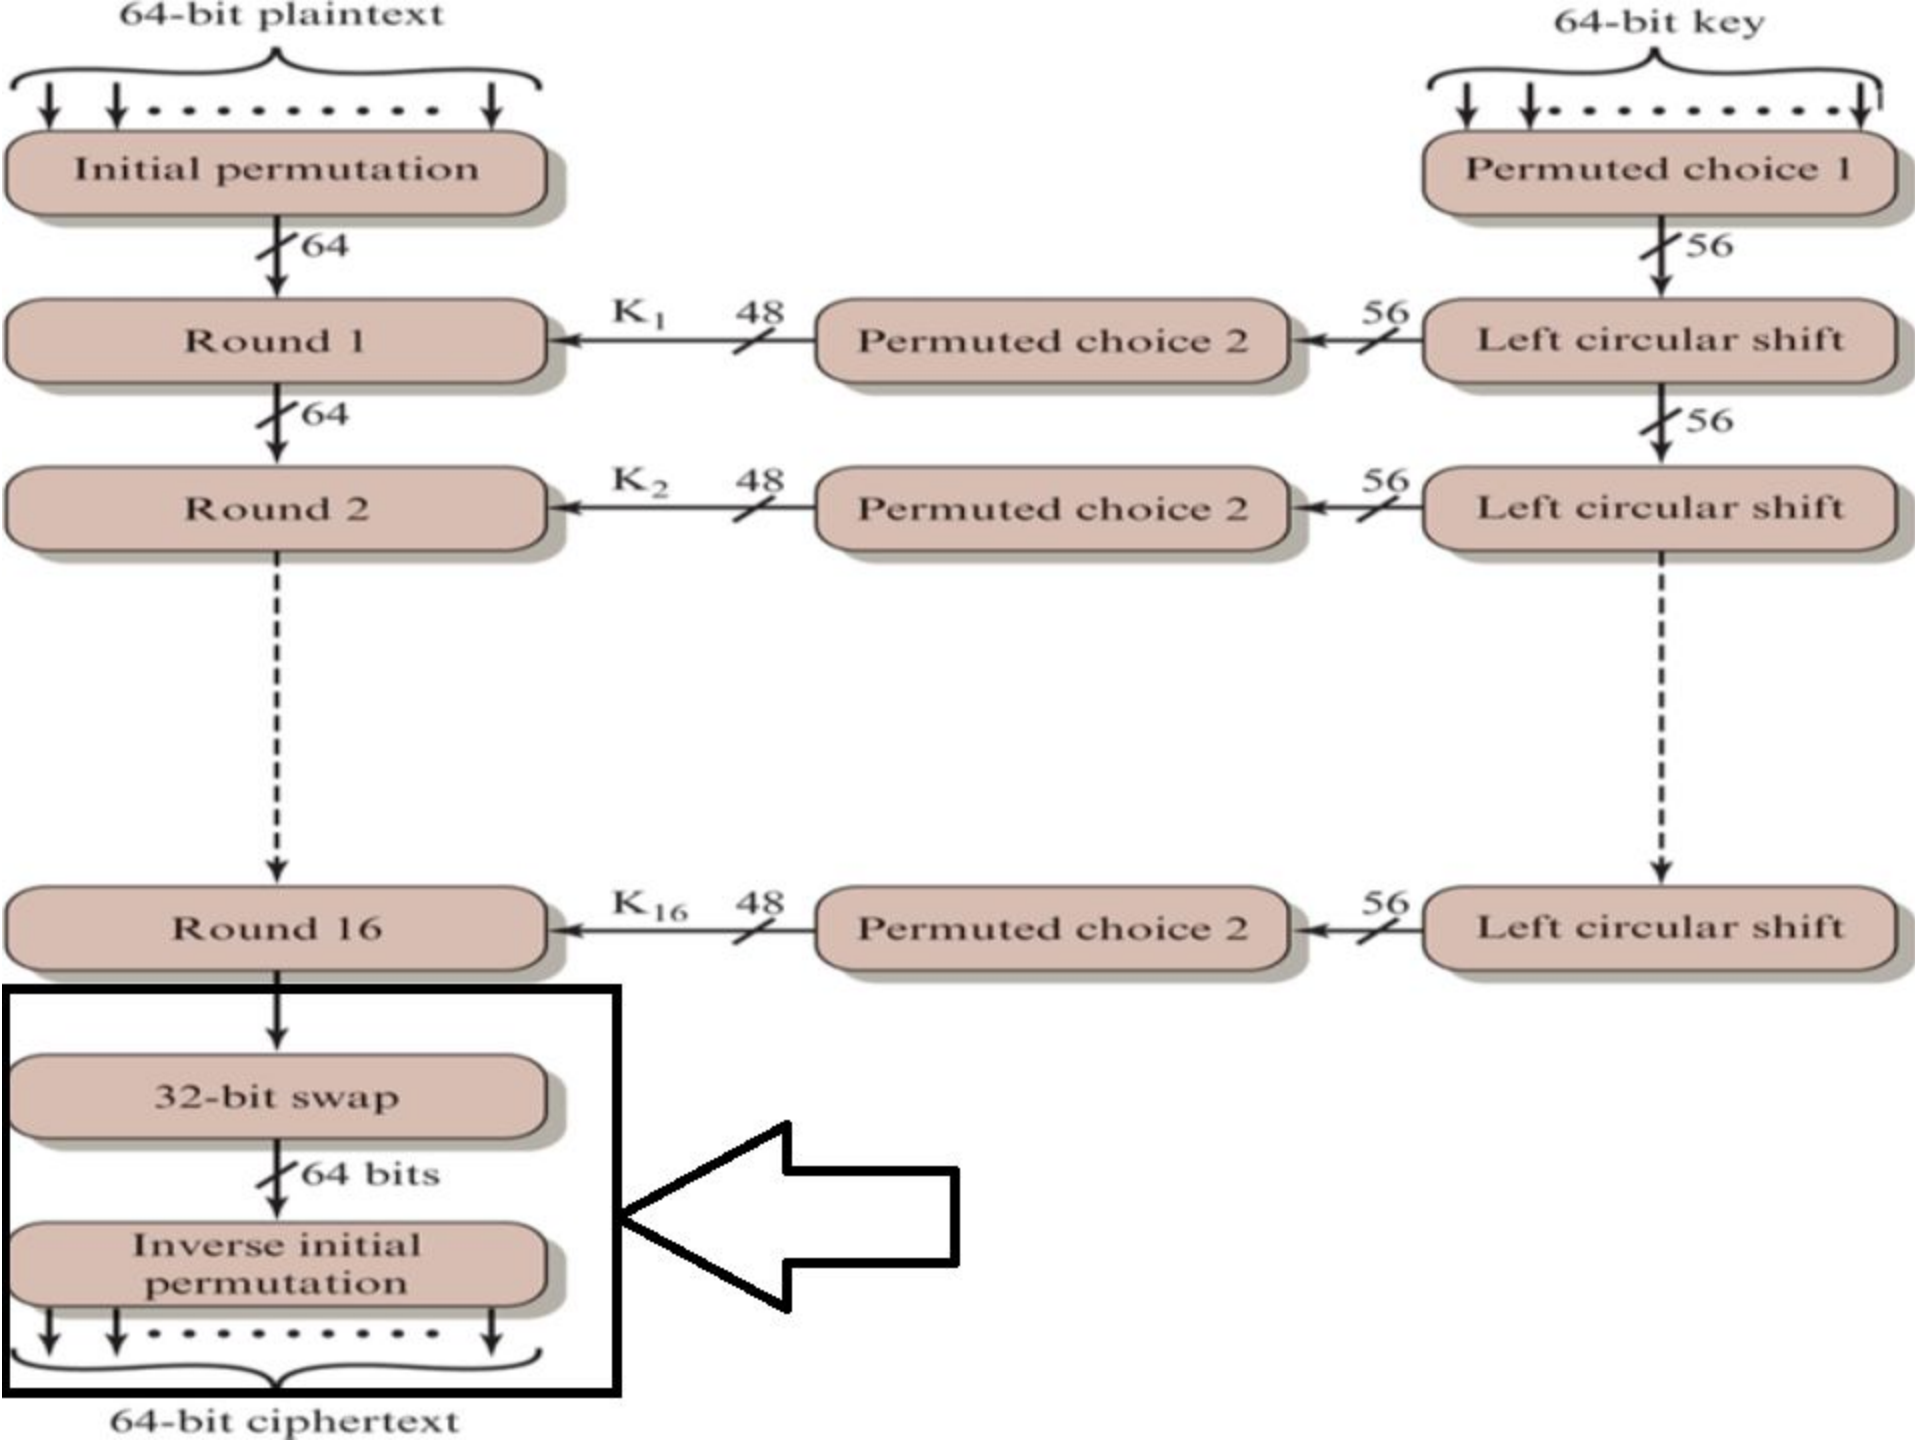 64-bit plaintext
64-bit key
Initial permutation
Permuted choice 1
64
56
Round 1
K1
48
Permuted choice 2
56
Left circular shift
64
56
Round 2
K2
48
Permuted choice 2
56
Left circular shift
Round 16
K16
48
Permuted choice 2
56
Left circular shift
32-bit swap
64 bits
Inverse initial
permutation
64-bit ciphertext